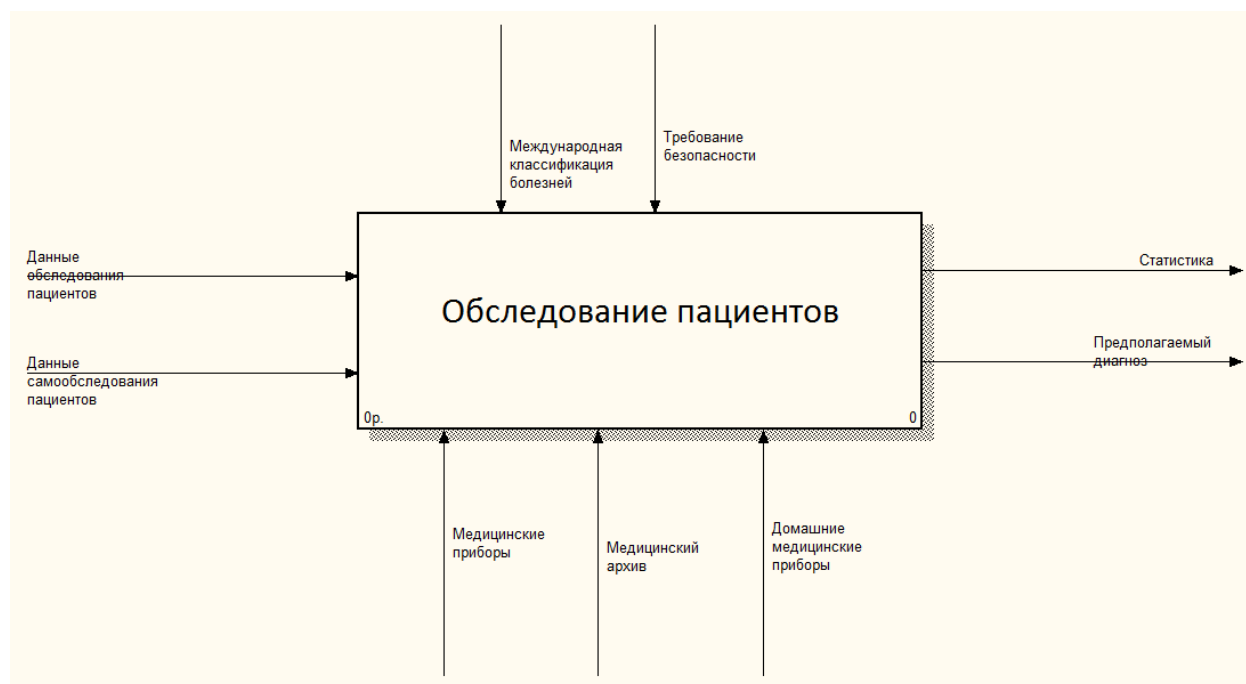 Международная
классификация
болезней
Требование
безопасности
Данные
обследования
пациентов
Данные
самообследования
пациентов
Обследование пациентов
0р.
0
Статистика
Предполагаемый
диагноз
Медицинские
приборы
Медицинский
архив
Домашние
медицинские
приборы